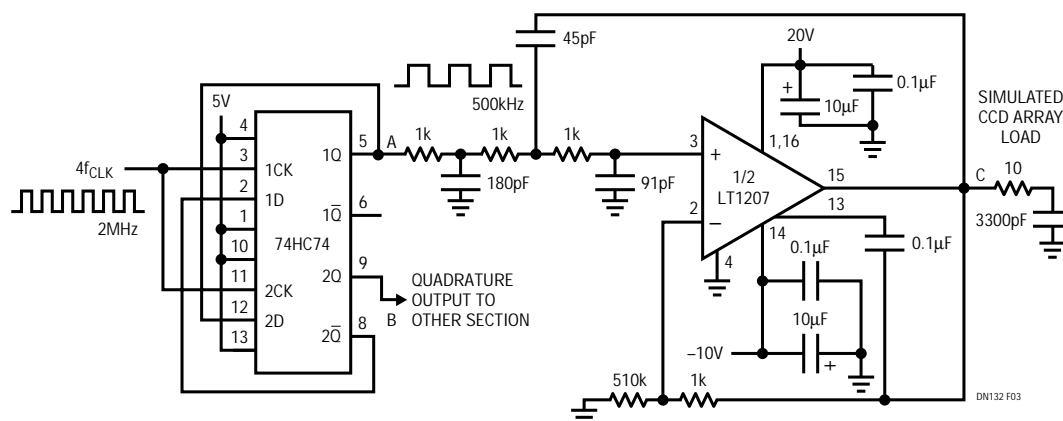 45pF
20V
0.1µF
+
10µF
SIMULATED
CCD ARRAY
LOAD
500kHz
5V
4
5
A
1k
1k
1k
3
+
1,16
15
C
10
3
1Q
4fCLK
1CK
180pF
91pF
1/2
LT1207
13
3300pF
2
1D
6
1Q̅
2
–
14
0.1µF
2MHz
1
74HC74
4
0.1µF
10
9
2Q
QUADRATURE
OUTPUT TO
OTHER SECTION
11
2CK
B
10µF
12
2D
8
2Q̅
–10V
+
13
510k
1k
DN132 F03